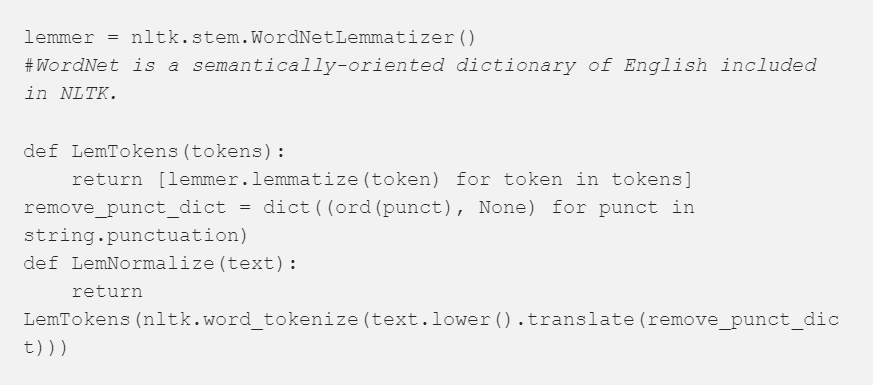 lemmer = nltk.stem.WordNetLemmatizer()
#WordNet is a semantically-oriented dictionary of English included
in NLTK.
def LemTokens(tokens):
    return [lemmer.lemmatize(token) for token in tokens]
remove_punct_dict = dict((ord(punct), None) for punct in
string.punctuation)
def LemNormalize(text):
    return
LemTokens(nltk.word_tokenize(text.lower().translate(remove_punct_dic
t)))